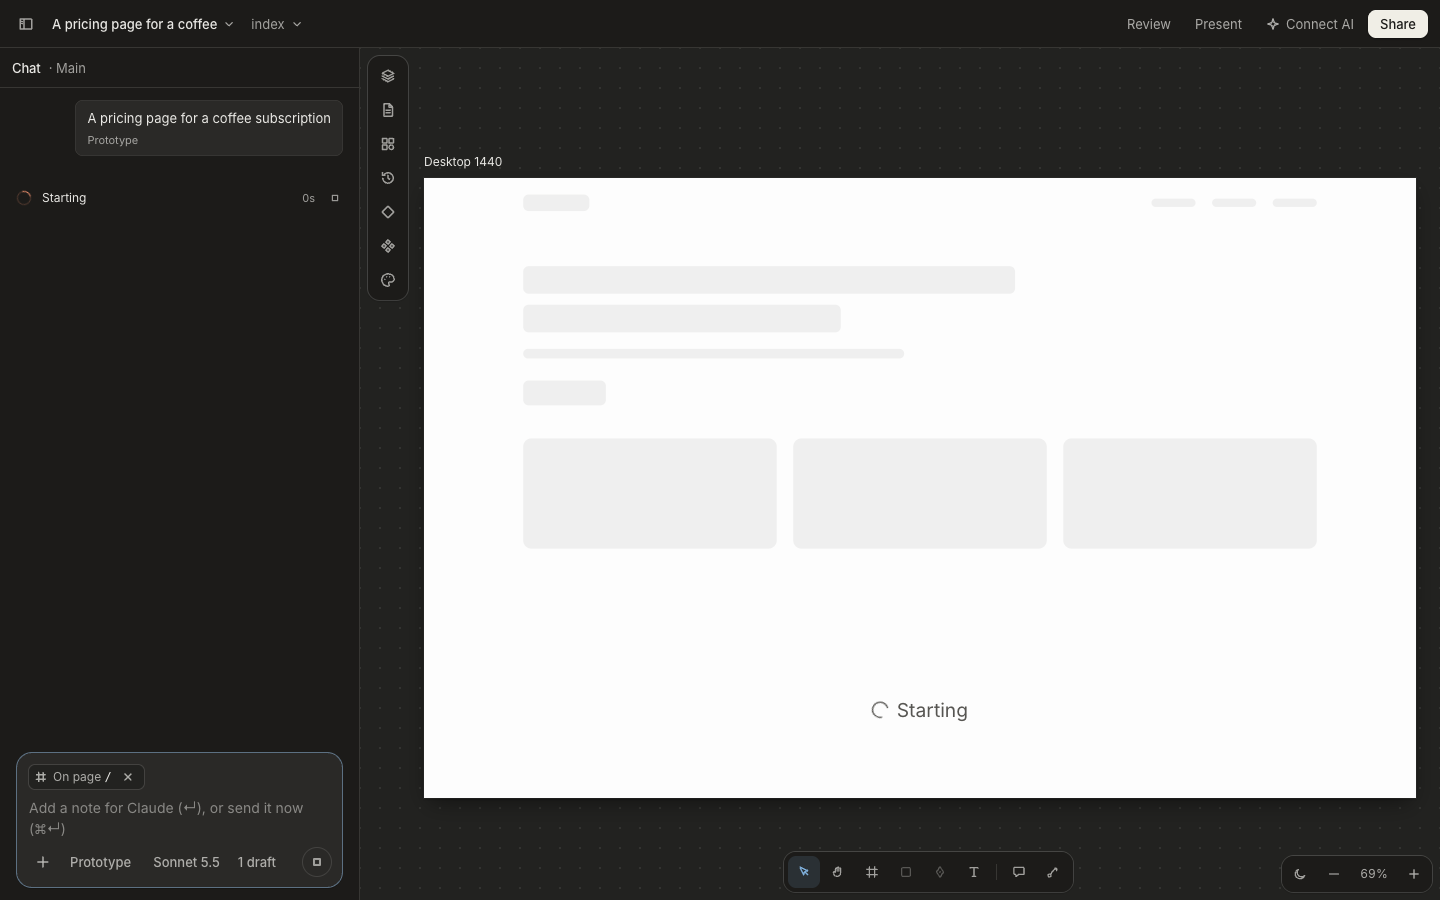 A pricing page for a coffee
index
Review
Present
Connect AI
Share
Chat · Main
A pricing page for a coffee subscription
Prototype
Starting
0s
Desktop 1440
Starting
On page /
Add a note for Claude (↵), or send it now
(⌘↵)
Prototype
Sonnet 5.5
1 draft
69%